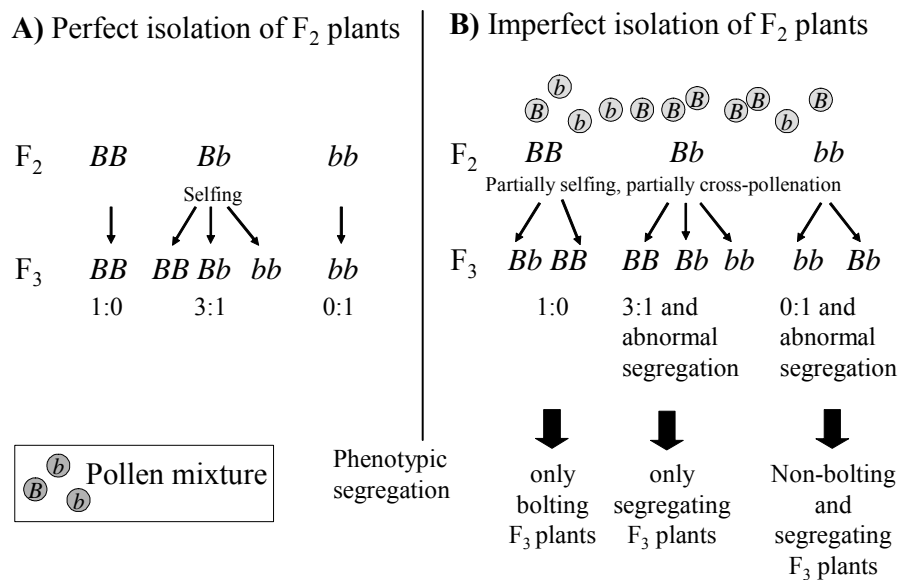 A) Perfect isolation of F2 plants
F2 BB Bb bb
Selfing
F3 BB BB Bb bb bb
1:0 3:1 0:1
B b b Pollen mixture
Phenotypic
segregation
B) Imperfect isolation of F2 plants
B b b b B B B B B b B
F2 BB Bb bb
Partially selfing, partially cross-pollenation
F3 Bb BB BB Bb bb bb Bb
1:0 3:1 and 0:1 and
abnormal abnormal
segregation segregation
only only Non-bolting
bolting segregating and
F3 plants F3 plants segregating
F3 plants